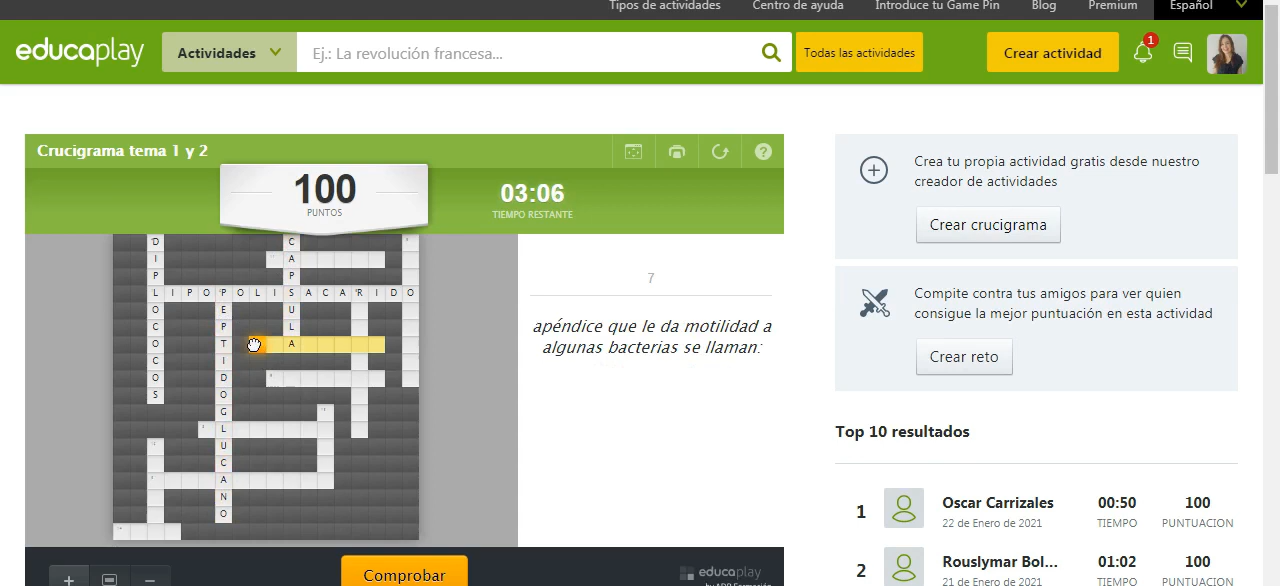 Tipos de actividades Centro de ayuda Introduce tu Game Pin Blog Premium Español
educaplay Actividades Ej.: La revolución francesa... Todas las actividades Crear actividad 1
Crucigrama tema 1 y 2
100
PUNTOS
03:06
TIEMPO RESTANTE
D C
I A
P P
LIPOPOLISACARIDO
O E U
C P L
O T A
C I
O D
S O
G
L
U
C
A
N
O
7
apéndice que le da motilidad a
algunas bacterias se llaman:
+ − Comprobar educaplay
Crea tu propia actividad gratis desde nuestro
creador de actividades
Crear crucigrama
Compite contra tus amigos para ver quien
consigue la mejor puntuación en esta actividad
Crear reto
Top 10 resultados
1 Oscar Carrizales 00:50 100
22 de Enero de 2021 TIEMPO PUNTUACION
2 Rouslymar Bol... 01:02 100
21 de Enero de 2021 TIEMPO PUNTUACION